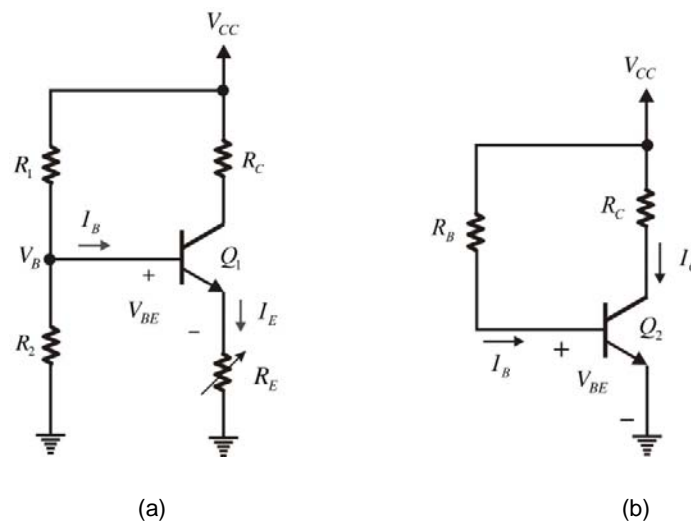 V_CC
R_1
R_C
I_B
V_B
Q_1
+
V_BE
−
I_E
R_2
R_E
(a)
V_CC
R_B
R_C
Q_2
I_B
+
V_BE
−
(b)